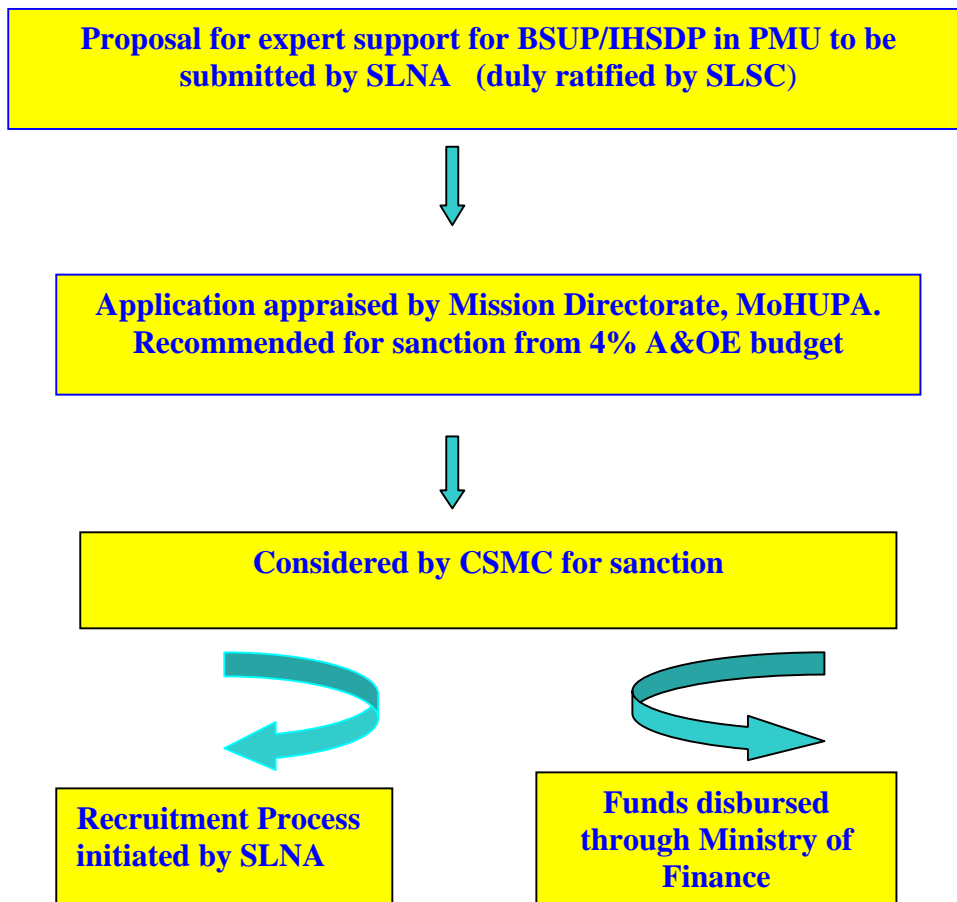 Proposal for expert support for BSUP/IHSDP in PMU to be
submitted by SLNA (duly ratified by SLSC)
Application appraised by Mission Directorate, MoHUPA.
Recommended for sanction from 4% A&OE budget
Considered by CSMC for sanction
Recruitment Process
initiated by SLNA
Funds disbursed
through Ministry of
Finance